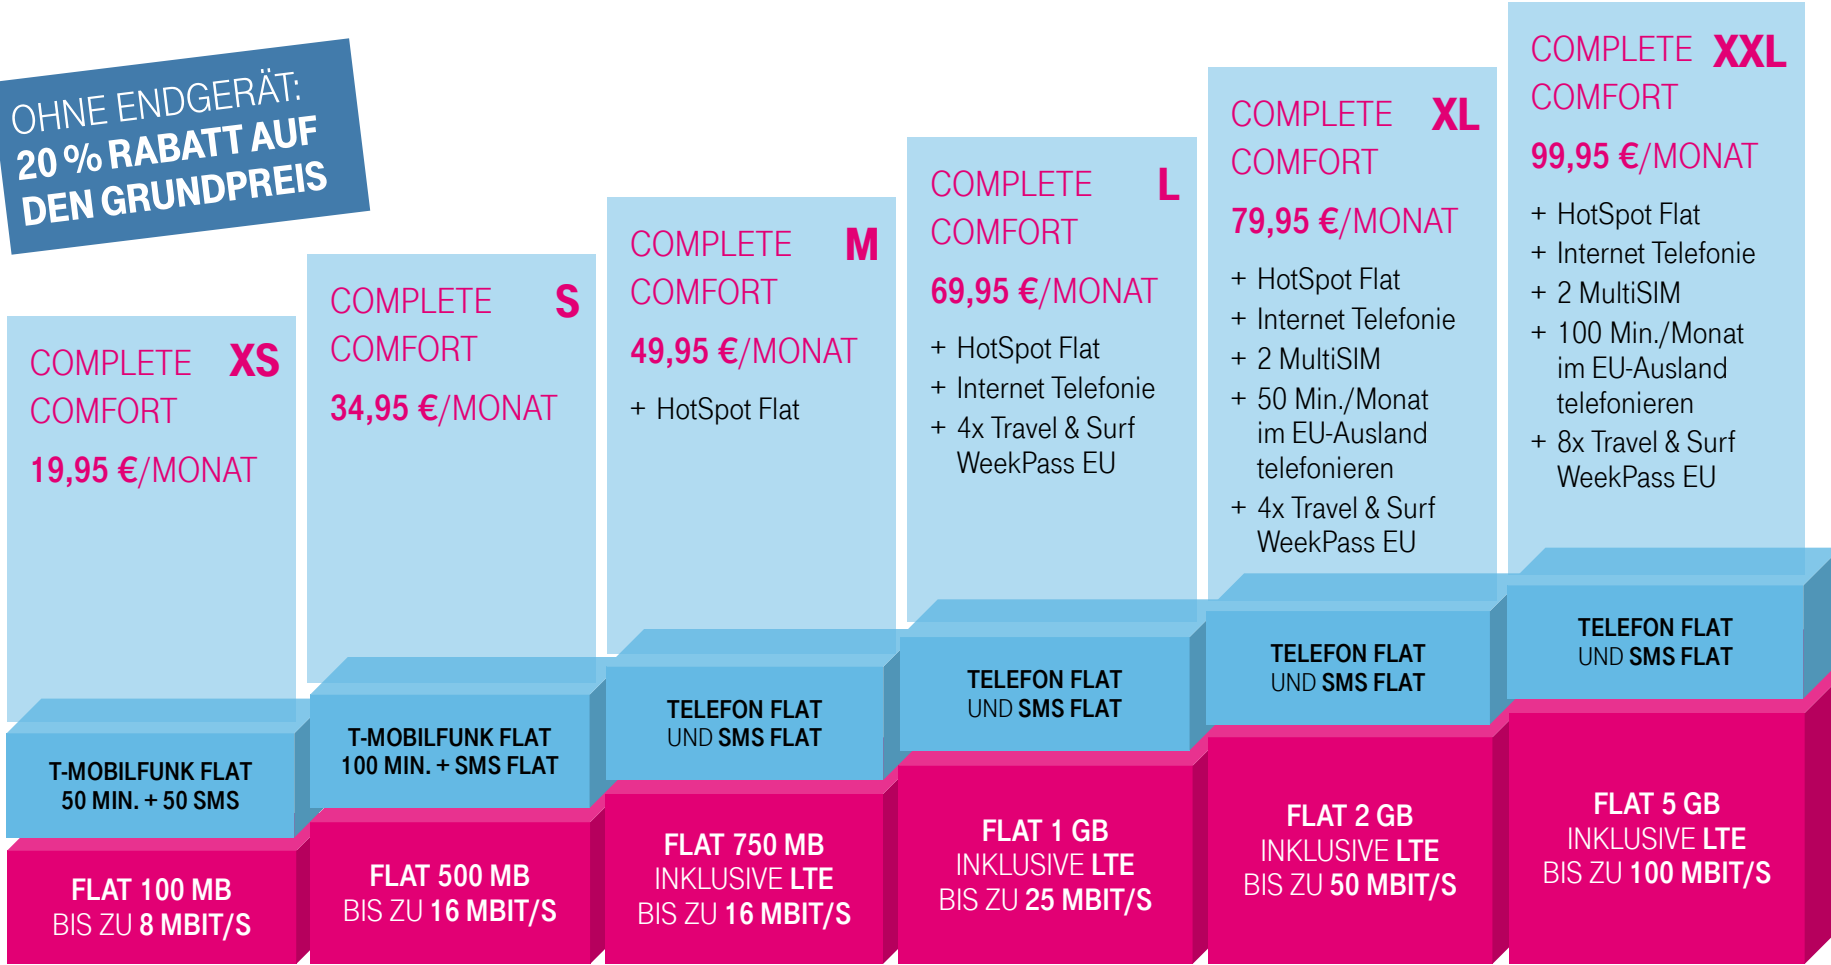 OHNE ENDGERÄT:
20 % RABATT AUF
DEN GRUNDPREIS
COMPLETE XS
COMFORT
19,95 €/MONAT
T-MOBILFUNK FLAT
50 MIN. + 50 SMS
FLAT 100 MB
BIS ZU 8 MBIT/S
COMPLETE S
COMFORT
34,95 €/MONAT
T-MOBILFUNK FLAT
100 MIN. + SMS FLAT
FLAT 500 MB
BIS ZU 16 MBIT/S
COMPLETE M
COMFORT
49,95 €/MONAT
+ HotSpot Flat
TELEFON FLAT
UND SMS FLAT
FLAT 750 MB
INKLUSIVE LTE
BIS ZU 16 MBIT/S
COMPLETE L
COMFORT
69,95 €/MONAT
+ HotSpot Flat
+ Internet Telefonie
+ 4x Travel & Surf
WeekPass EU
TELEFON FLAT
UND SMS FLAT
FLAT 1 GB
INKLUSIVE LTE
BIS ZU 25 MBIT/S
COMPLETE XL
COMFORT
79,95 €/MONAT
+ HotSpot Flat
+ Internet Telefonie
+ 2 MultiSIM
+ 50 Min./Monat
im EU-Ausland
telefonieren
+ 4x Travel & Surf
WeekPass EU
TELEFON FLAT
UND SMS FLAT
FLAT 2 GB
INKLUSIVE LTE
BIS ZU 50 MBIT/S
COMPLETE XXL
COMFORT
99,95 €/MONAT
+ HotSpot Flat
+ Internet Telefonie
+ 2 MultiSIM
+ 100 Min./Monat
im EU-Ausland
telefonieren
+ 8x Travel & Surf
WeekPass EU
TELEFON FLAT
UND SMS FLAT
FLAT 5 GB
INKLUSIVE LTE
BIS ZU 100 MBIT/S